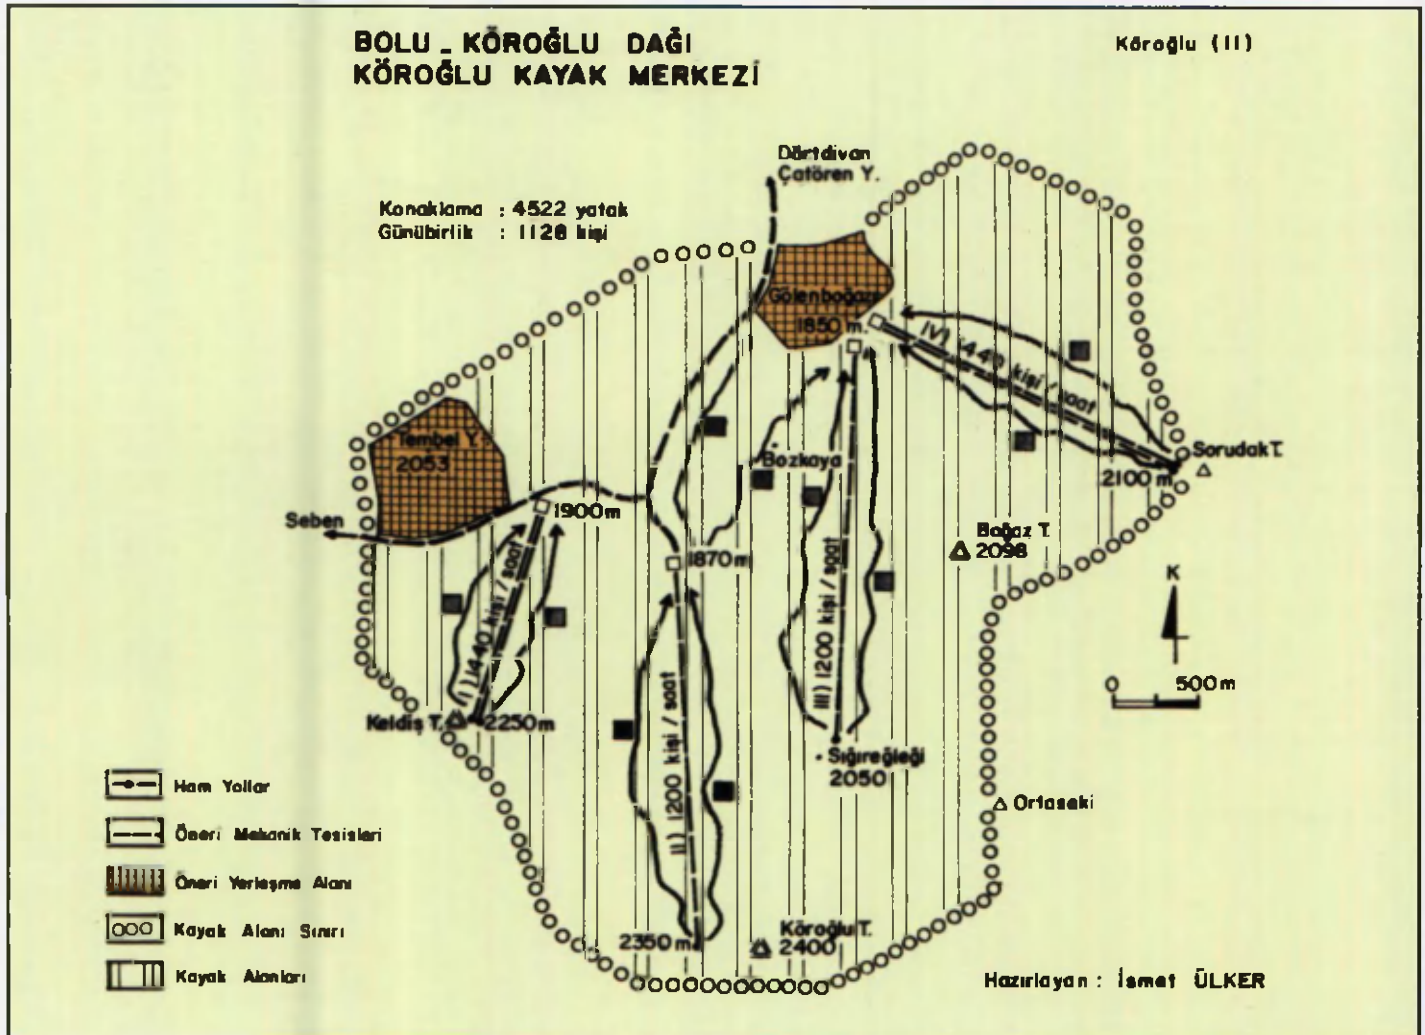 BOLU - KÖROĞLU DAĞI
KÖROĞLU KAYAK MERKEZİ
Köroğlu (II)
Dörtdivan
Çatören Y.
Konaklama : 4522 yatak
Günübirlik : 1128 kişi
Gölenboğazı
1850 m.
IV) 1440 kişi / saat
Tembel Y.
2053
Bozkaya
Sorudak T.
2100 m
Seben
1900m
Boğaz T.
2098
1870m
K
I) 1440 kişi / saat
III) 1200 kişi / saat
0 500m
Keldiş T.
2250m
II) 1200 kişi / saat
Sığıreğleği
2050
Ham Yollar
Ortaseki
Öneri Mekanik Tesisleri
Öneri Yerleşme Alanı
Kayak Alanı Sınırı
Köroğlu T.
2350m
2400
Kayak Alanları
Hazırlayan : İsmet ÜLKER